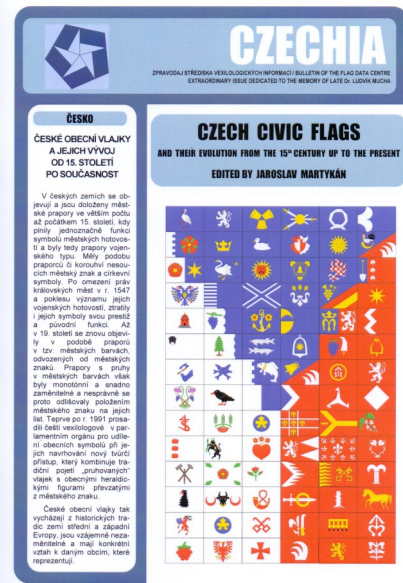 CZECHIA
ZPRAVODAJ STŘEDISKA VEXILOLOGICKÝCH INFORMACÍ / BULLETIN OF THE FLAG DATA CENTRE
EXTRAORDINARY ISSUE DEDICATED TO THE MEMORY OF LATE Dr. LUDVÍK MUCHA
ČESKO
ČESKÉ OBECNÍ VLAJKY
A JEJICH VÝVOJ
OD 15. STOLETÍ
PO SOUČASNOST
V českých zemích se ob-
jevují a jsou doloženy měst-
ské prapory ve větším počtu
až počátkem 15. století, kdy
plnily jednoznačně funkci
symbolů městských hotovos-
tí a byly tedy prapory vojen-
ského typu. Měly podobu
praporců či korouhví nesou-
cích městský znak a církevní
symboly. Po omezení práv
královských měst v r. 1547
a poklesu významu jejich
vojenských hotovostí, ztratily
i jejich symboly svou prestiž
a původní funkci. Až
v 19. století se znovu objevi-
ly v podobě praporů
v tzv. městských barvách,
odvozených od městských
znaků. Prapory s pruhy
v městských barvách však
byly monotónní a snadno
zaměnitelné a nesprávně se
proto odlišovaly položením
městského znaku na jejich
list. Teprve po r. 1991 prosa-
dili čeští vexilologové v par-
lamentním orgánu pro udíle-
ní obecních symbolů při je-
jich navrhování nový tvůrčí
přístup, který kombinuje tra-
diční pojetí „pruhovaných“
vlajek s obecnými heraldic-
kými figurami převzatými
z městského znaku.
České obecní vlajky tak
vycházejí z historických tra-
dic zemí střední a západní
Evropy, jsou vzájemně neza-
měnitelné a mají konkrétní
vztah k daným obcím, které
reprezentují.
CZECH CIVIC FLAGS
AND THEIR EVOLUTION FROM THE 15th CENTURY UP TO THE PRESENT
EDITED BY JAROSLAV MARTYKÁN